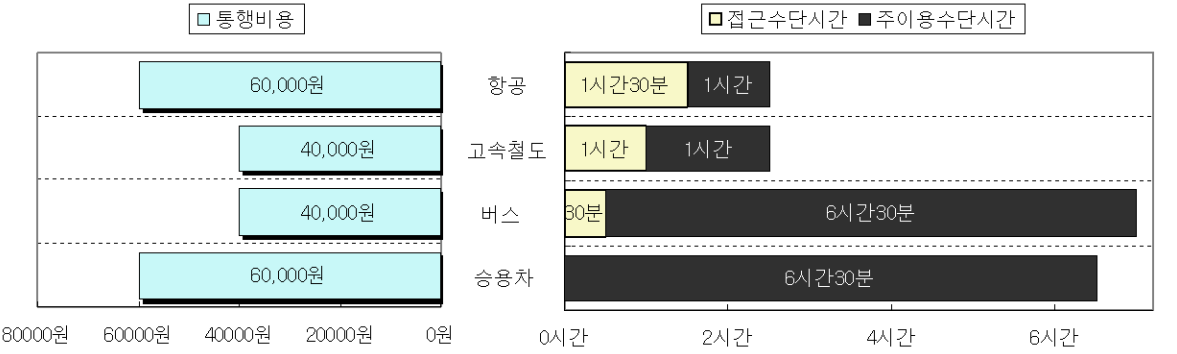 통행비용
접근수단시간 주이용수단시간
60,000원 항공 1시간30분 1시간
40,000원 고속철도 1시간 1시간
40,000원 버스 30분 6시간30분
60,000원 승용차 6시간30분
80000원 60000원 40000원 20000원 0원 0시간 2시간 4시간 6시간